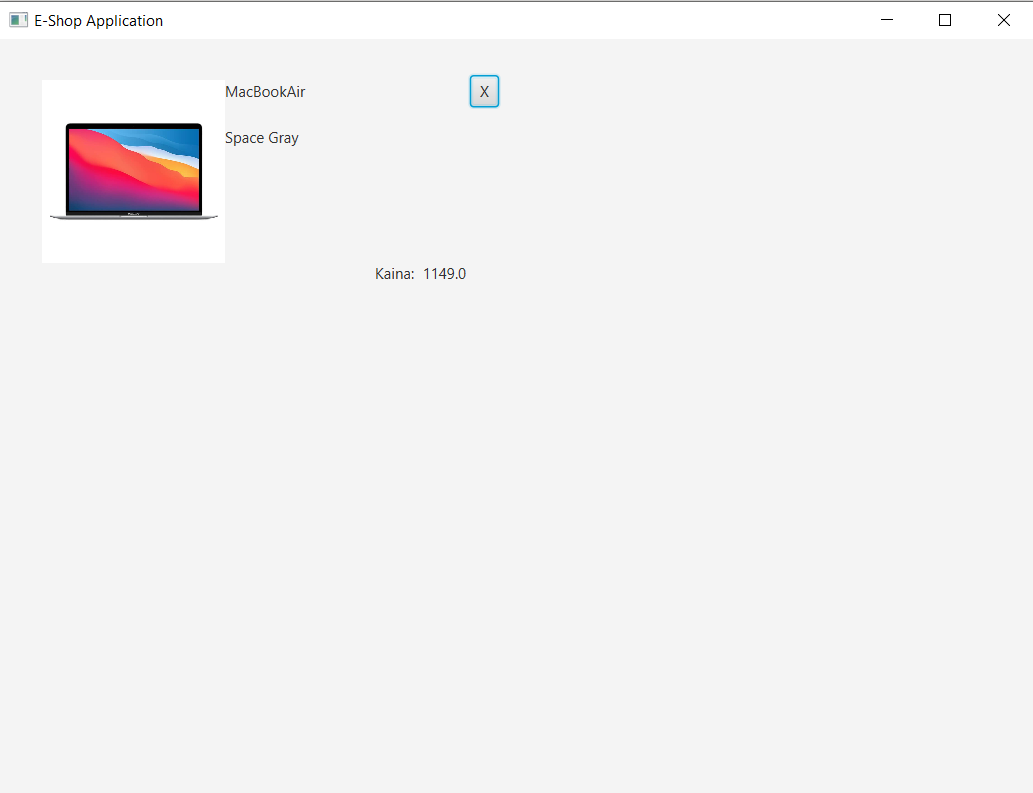 E-Shop Application
MacBookAir
X
Space Gray
Kaina: 1149.0